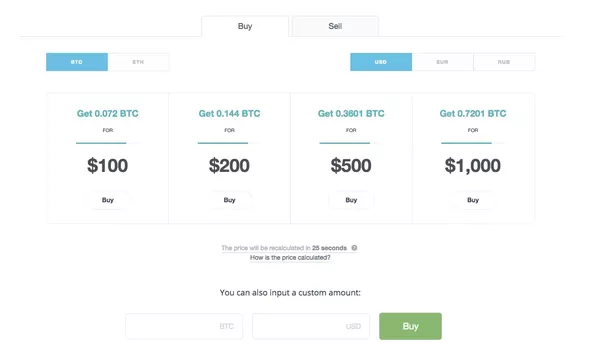 Buy Sell
BTC ETH USD EUR RUB
Get 0.072 BTC Get 0.144 BTC Get 0.3601 BTC Get 0.7201 BTC
FOR FOR FOR FOR
$100 $200 $500 $1,000
Buy Buy Buy Buy
The price will be recalculated in 25 seconds ?
How is the price calculated?
You can also input a custom amount:
BTC USD Buy